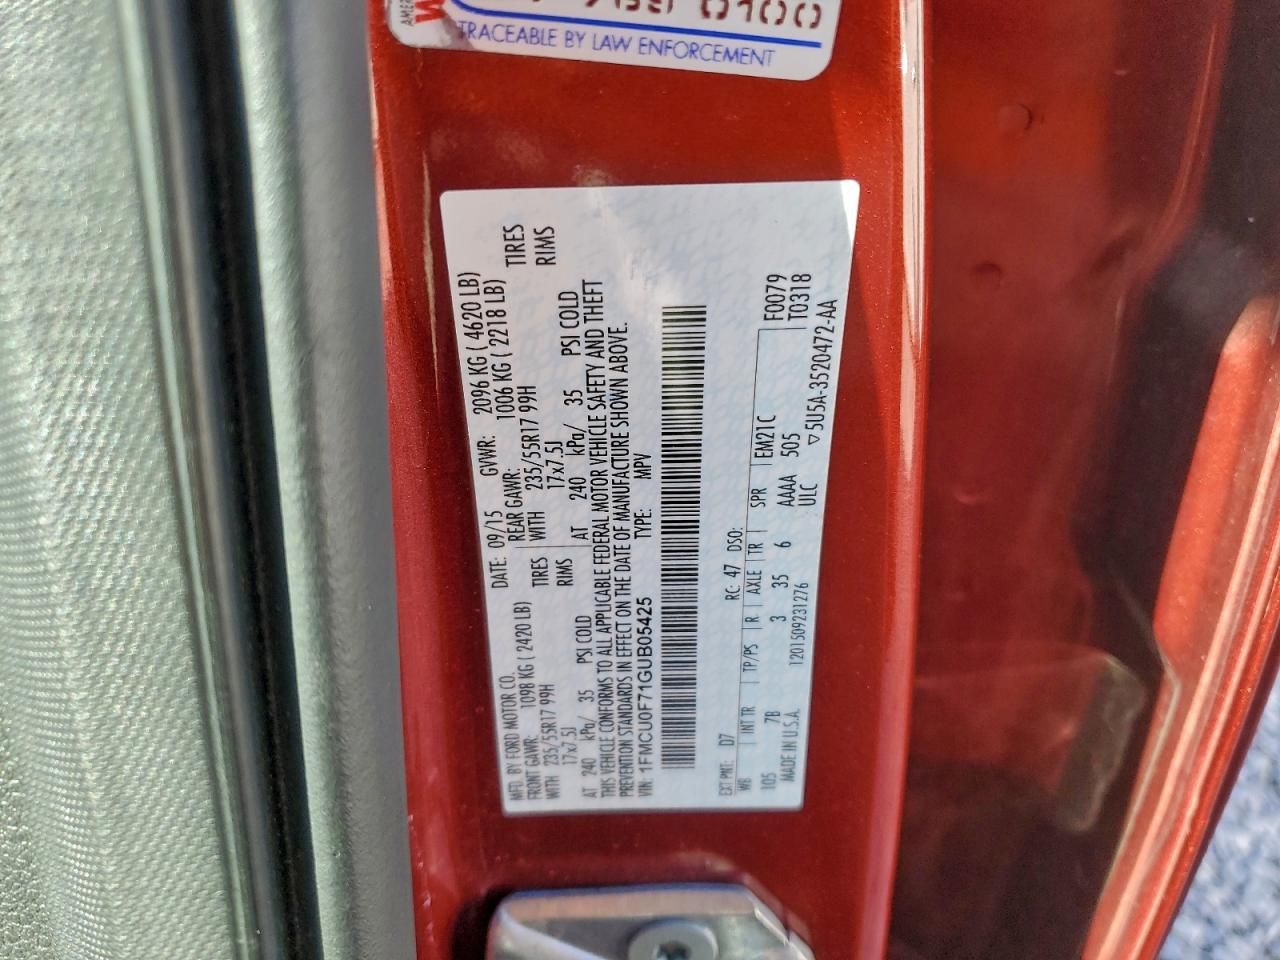 TRACEABLE BY LAW ENFORCEMENT
MFD. BY FORD MOTOR CO. DATE: 09/15 GVWR: 2096 KG ( 4620 LB)
FRONT GAWR: 1098 KG ( 2420 LB) REAR GAWR: 1006 KG ( 2218 LB)
WITH 235/55R17 99H TIRES WITH 235/55R17 99H TIRES
17x7.5J RIMS 17x7.5J RIMS
AT 240 kPa/ 35 PSI COLD AT 240 kPa/ 35 PSI COLD
THIS VEHICLE CONFORMS TO ALL APPLICABLE FEDERAL MOTOR VEHICLE SAFETY AND THEFT
PREVENTION STANDARDS IN EFFECT ON THE DATE OF MANUFACTURE SHOWN ABOVE.
VIN: 1FMCU0F71GUB05425 TYPE: MPV
EXT PNT: D7 RC: 47 DSO: F0079
WB INT TR TP/PS R AXLE TR SPR EM21C T0318
105 7B 3 35 6 AAAA 505
ULC
MADE IN U.S.A. 1201509231276 ▽5U5A-3520472-AA